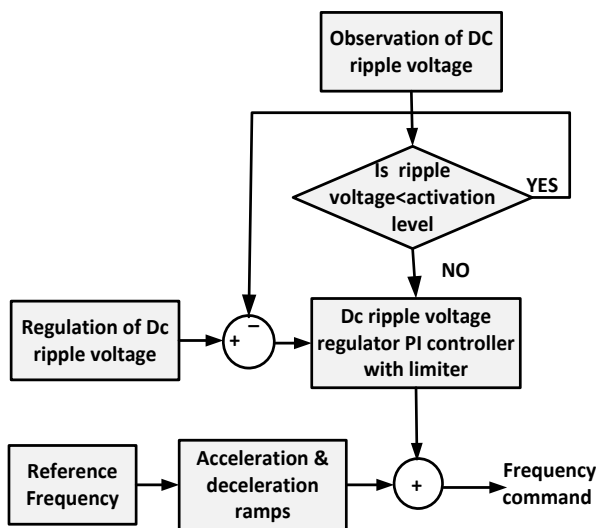 Observation of DC
ripple voltage
Is ripple
voltage<activation
level
YES
NO
Regulation of Dc
ripple voltage
+
−
Dc ripple voltage
regulator PI controller
with limiter
Reference
Frequency
Acceleration &
deceleration
ramps
+
Frequency
command